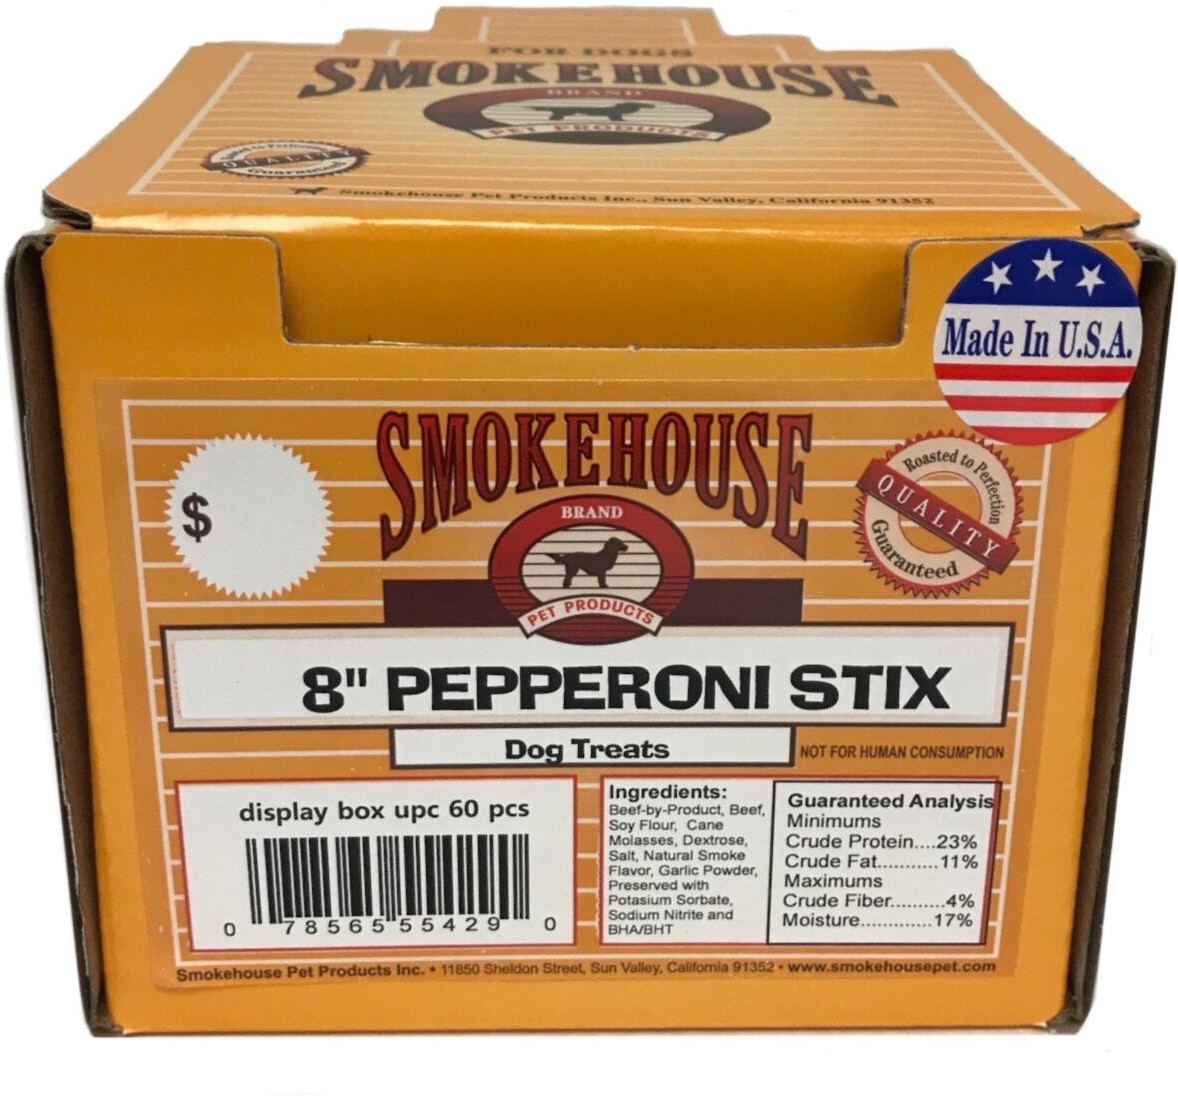 FOR DOGS
SMOKEHOUSE
BRAND
PET PRODUCTS
Roasted to Perfection
QUALITY
Guaranteed
Smokehouse Pet Products Inc., Sun Valley, California 91352
Made In U.S.A.
SMOKEHOUSE
BRAND
PET PRODUCTS
$
Roasted to Perfection
QUALITY
Guaranteed
8" PEPPERONI STIX
Dog Treats
NOT FOR HUMAN CONSUMPTION
display box upc 60 pcs
0 78565 55429 0
Ingredients:
Beef-by-Product, Beef,
Soy Flour, Cane
Molasses, Dextrose,
Salt, Natural Smoke
Flavor, Garlic Powder,
Preserved with
Potasium Sorbate,
Sodium Nitrite and
BHA/BHT
Guaranteed Analysis
Minimums
Crude Protein....23%
Crude Fat...........11%
Maximums
Crude Fiber..........4%
Moisture.............17%
Smokehouse Pet Products Inc. • 11850 Sheldon Street, Sun Valley, California 91352 • www.smokehousepet.com